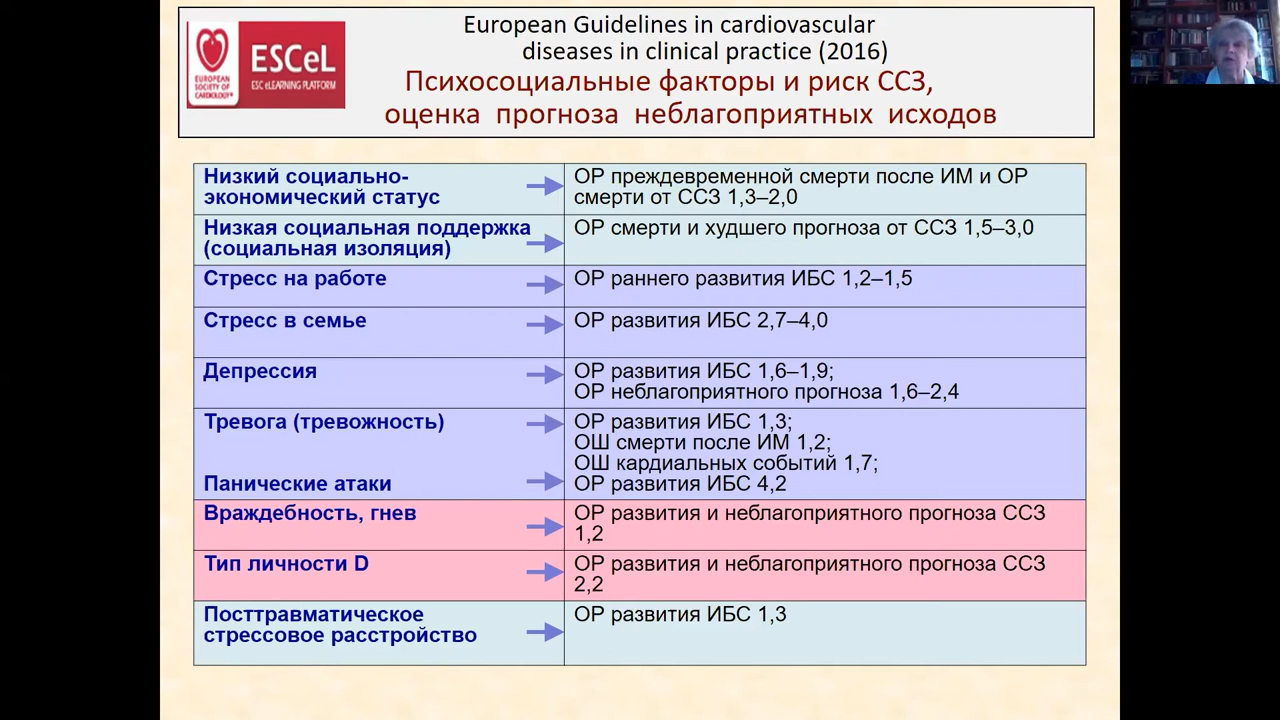 European Guidelines in cardiovascular
diseases in clinical practice (2016)
Психосоциальные факторы и риск ССЗ,
оценка прогноза неблагоприятных исходов
EUROPEAN
SOCIETY OF
CARDIOLOGY®
ESCeL
ESC eLEARNING PLATFORM
Низкий социально-
экономический статус
ОР преждевременной смерти после ИМ и ОР
смерти от ССЗ 1,3–2,0
Низкая социальная поддержка
(социальная изоляция)
ОР смерти и худшего прогноза от ССЗ 1,5–3,0
Стресс на работе
ОР раннего развития ИБС 1,2–1,5
Стресс в семье
ОР развития ИБС 2,7–4,0
Депрессия
ОР развития ИБС 1,6–1,9;
ОР неблагоприятного прогноза 1,6–2,4
Тревога (тревожность)
ОР развития ИБС 1,3;
ОШ смерти после ИМ 1,2;
ОШ кардиальных событий 1,7;
Панические атаки
ОР развития ИБС 4,2
Враждебность, гнев
ОР развития и неблагоприятного прогноза ССЗ
1,2
Тип личности D
ОР развития и неблагоприятного прогноза ССЗ
2,2
Посттравматическое
стрессовое расстройство
ОР развития ИБС 1,3